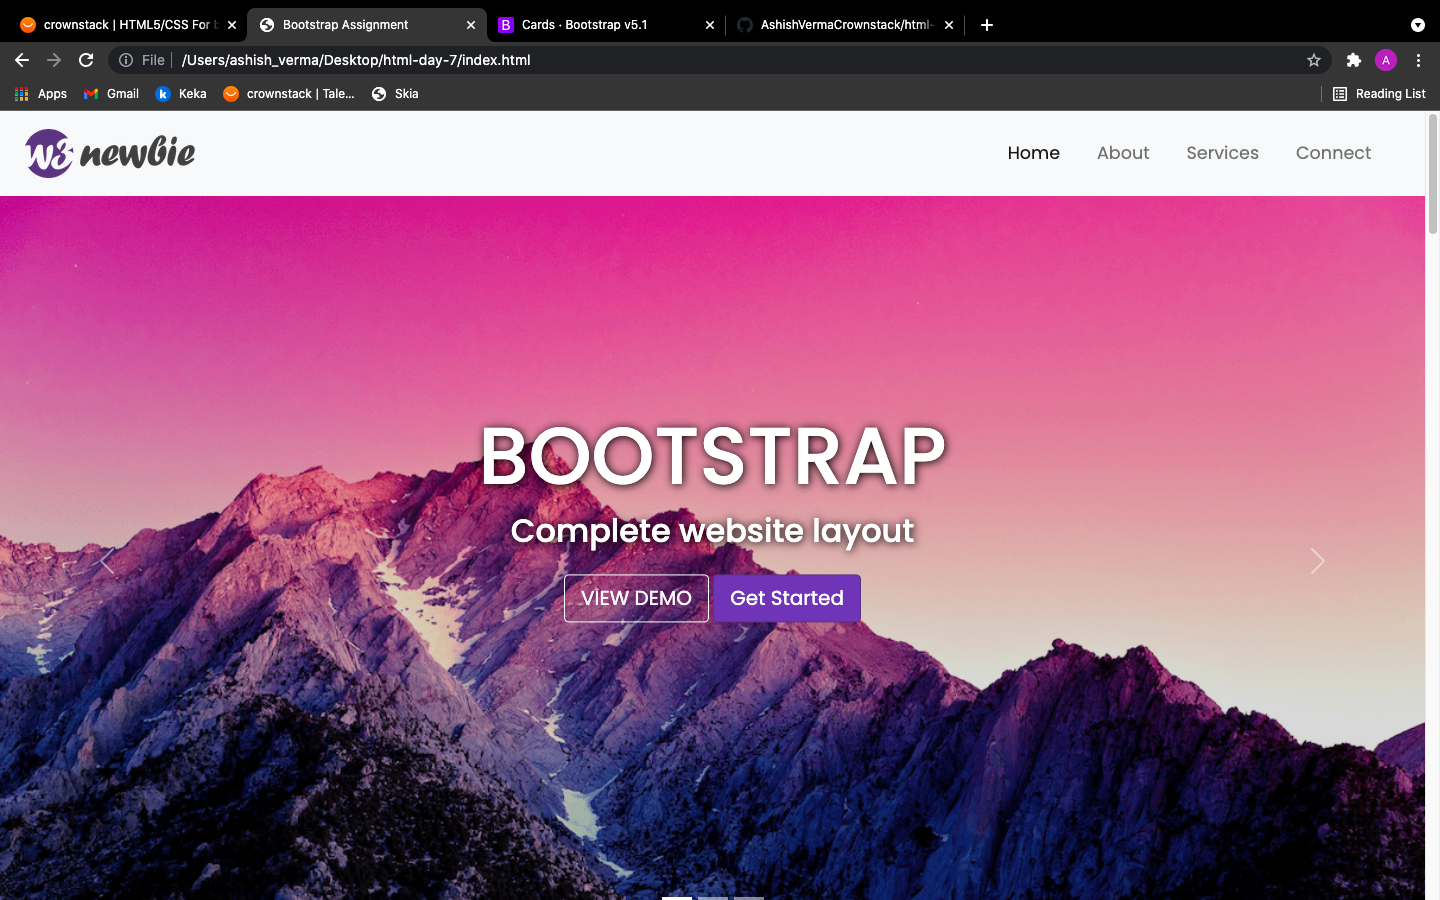 crownstack | HTML5/CSS For b
Bootstrap Assignment
Cards · Bootstrap v5.1
AshishVermaCrownstack/html-
File
/Users/ashish_verma/Desktop/html-day-7/index.html
A
Apps
Gmail
Keka
crownstack | Tale...
Skia
Reading List
w3 newbie
Home
About
Services
Connect
BOOTSTRAP
Complete website layout
VIEW DEMO
Get Started